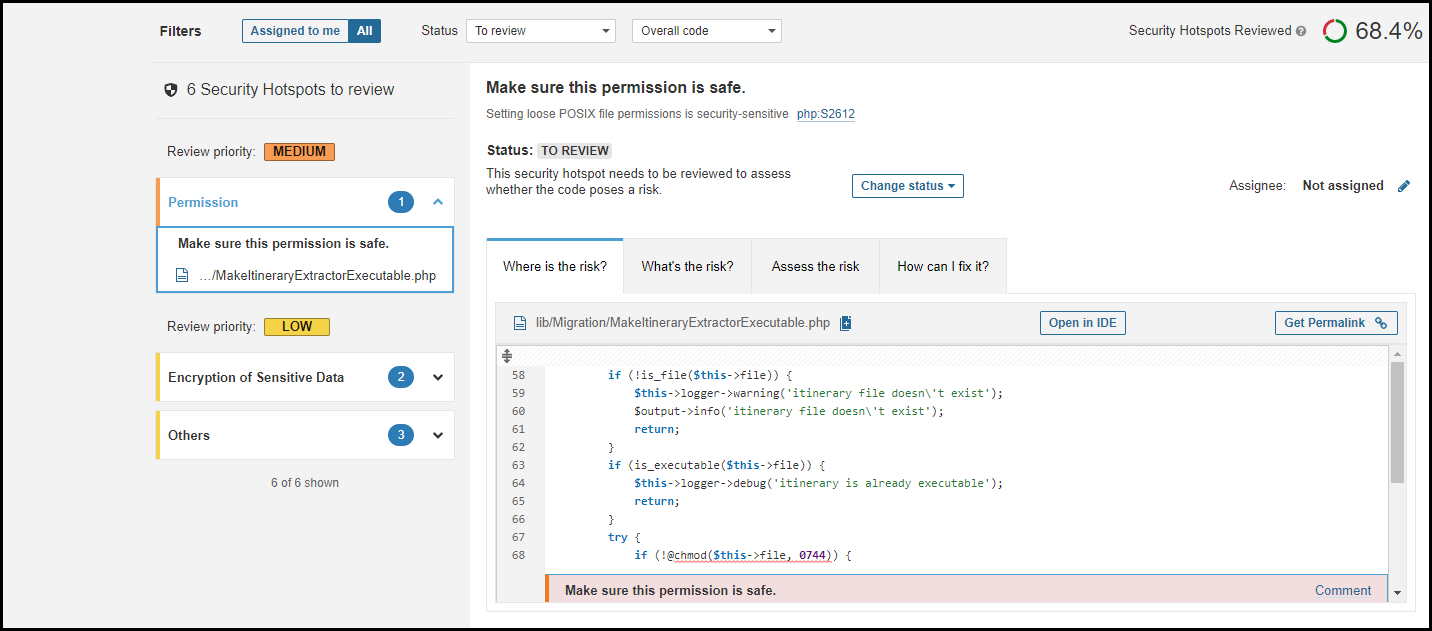 Filters
Assigned to me All
Status To review Overall code
Security Hotspots Reviewed ? 68.4%
6 Security Hotspots to review
Review priority: MEDIUM
Permission 1
Make sure this permission is safe.
…/MakeItineraryExtractorExecutable.php
Review priority: LOW
Encryption of Sensitive Data 2
Others 3
6 of 6 shown
Make sure this permission is safe.
Setting loose POSIX file permissions is security-sensitive php:S2612
Status: TO REVIEW
This security hotspot needs to be reviewed to assess
whether the code poses a risk.
Change status
Assignee: Not assigned
Where is the risk? What's the risk? Assess the risk How can I fix it?
lib/Migration/MakeItineraryExtractorExecutable.php Open in IDE Get Permalink
58 if (!is_file($this->file)) {
59 $this->logger->warning('itinerary file doesn\'t exist');
60 $output->info('itinerary file doesn\'t exist');
61 return;
62 }
63 if (is_executable($this->file)) {
64 $this->logger->debug('itinerary is already executable');
65 return;
66 }
67 try {
68 if (!@chmod($this->file, 0744)) {
Make sure this permission is safe. Comment